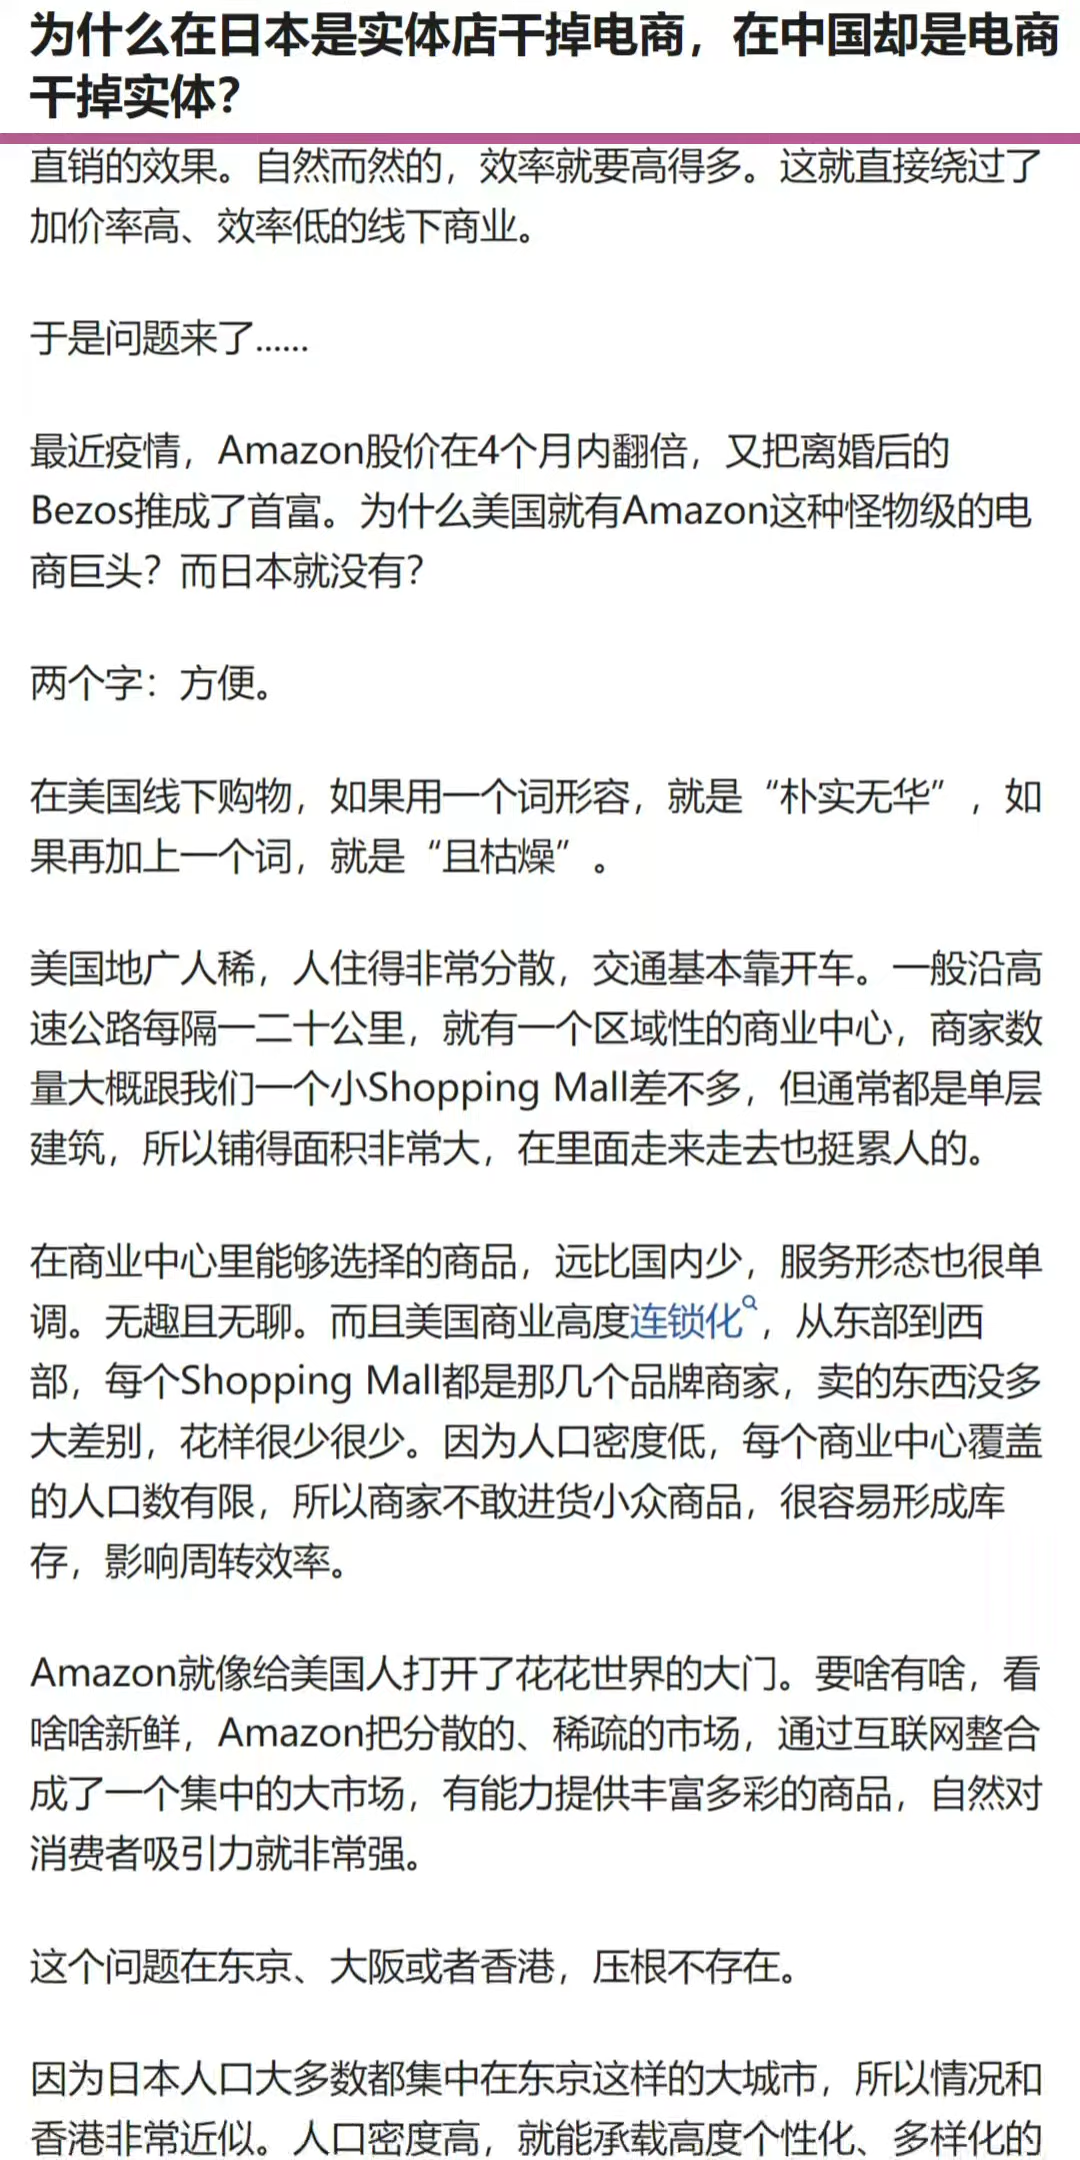 为什么在日本是实体店干掉电商，在中国却是电商
干掉实体？
直销的效果。自然而然的，效率就要高得多。这就直接绕过了
加价率高、效率低的线下商业。
于是问题来了......
最近疫情，Amazon股价在4个月内翻倍，又把离婚后的
Bezos推成了首富。为什么美国就有Amazon这种怪物级的电
商巨头？而日本就没有？
两个字：方便。
在美国线下购物，如果用一个词形容，就是“朴实无华”，如
果再加上一个词，就是“且枯燥”。
美国地广人稀，人住得非常分散，交通基本靠开车。一般沿高
速公路每隔一二十公里，就有一个区域性的商业中心，商家数
量大概跟我们一个小Shopping Mall差不多，但通常都是单层
建筑，所以铺得面积非常大，在里面走来走去也挺累人的。
在商业中心里能够选择的商品，远比国内少，服务形态也很单
调。无趣且无聊。而且美国商业高度连锁化，从东部到西
部，每个Shopping Mall都是那几个品牌商家，卖的东西没多
大差别，花样很少很少。因为人口密度低，每个商业中心覆盖
的人口数有限，所以商家不敢进货小众商品，很容易形成库
存，影响周转效率。
Amazon就像给美国人打开了花花世界的大门。要啥有啥，看
啥啥新鲜，Amazon把分散的、稀疏的市场，通过互联网整合
成了一个集中的大市场，有能力提供丰富多彩的商品，自然对
消费者吸引力就非常强。
这个问题在东京、大阪或者香港，压根不存在。
因为日本人口大多数都集中在东京这样的大城市，所以情况和
香港非常近似。人口密度高，就能承载高度个性化、多样化的